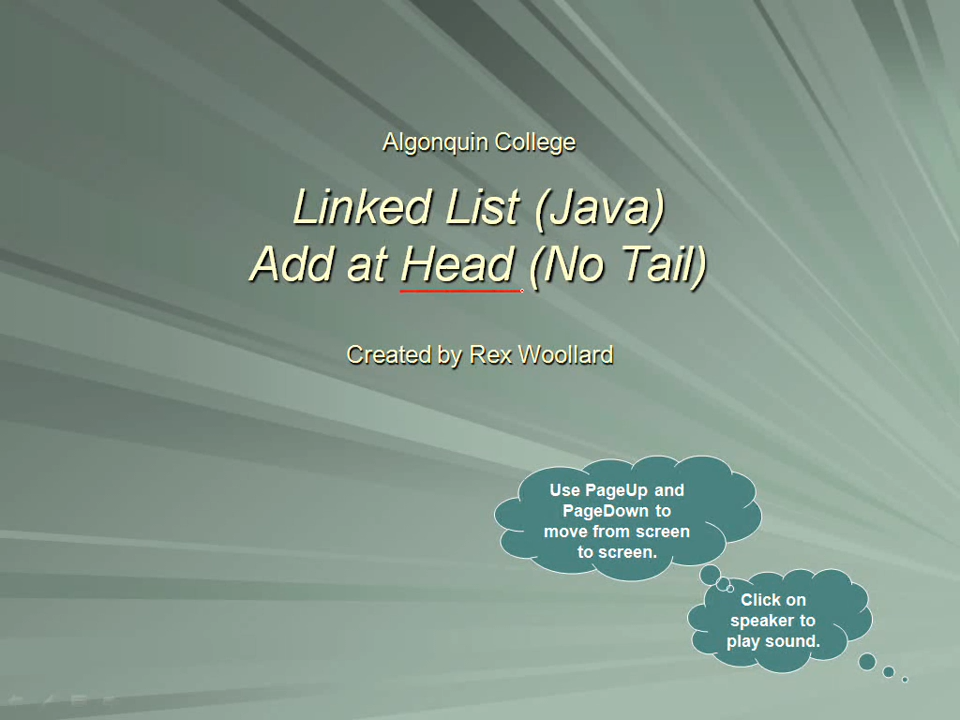 Algonquin College
Linked List (Java)
Add at Head (No Tail)
Created by Rex Woollard
Use PageUp and
PageDown to
move from screen
to screen.
Click on
speaker to
play sound.